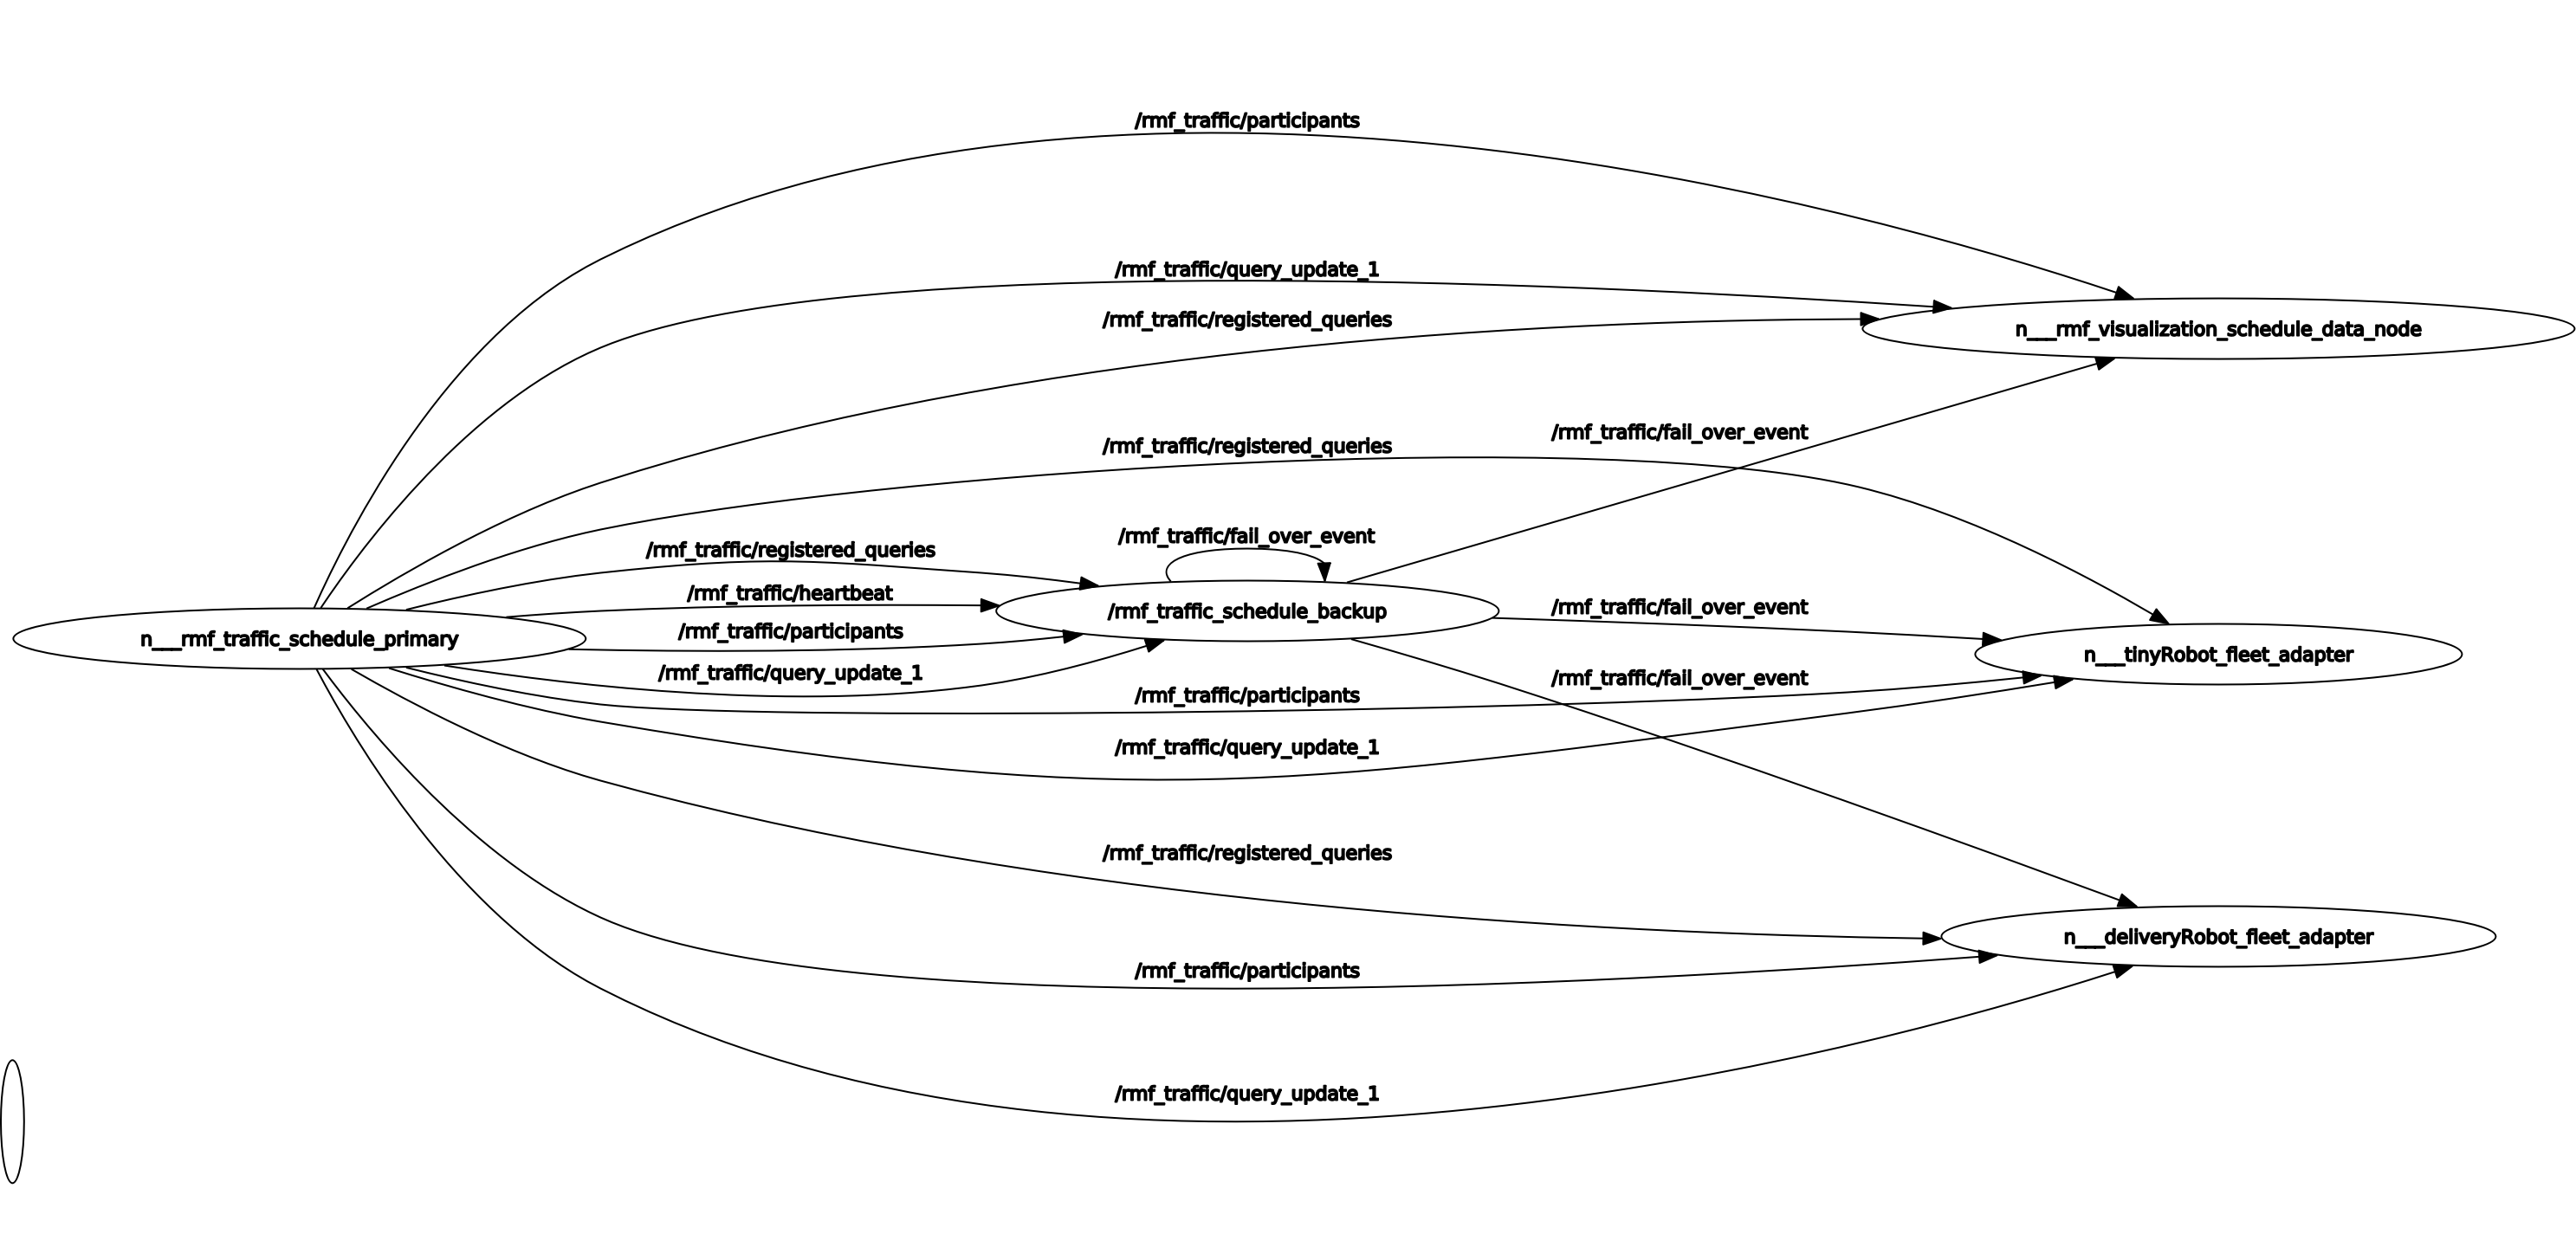 /rmf_traffic/participants
/rmf_traffic/query_update_1
/rmf_traffic/registered_queries
n___rmf_visualization_schedule_data_node
/rmf_traffic/fail_over_event
/rmf_traffic/registered_queries
/rmf_traffic/fail_over_event
/rmf_traffic/registered_queries
/rmf_traffic/heartbeat
/rmf_traffic_schedule_backup
/rmf_traffic/fail_over_event
/rmf_traffic/participants
n___rmf_traffic_schedule_primary
n___tinyRobot_fleet_adapter
/rmf_traffic/query_update_1
/rmf_traffic/fail_over_event
/rmf_traffic/participants
/rmf_traffic/query_update_1
/rmf_traffic/registered_queries
n___deliveryRobot_fleet_adapter
/rmf_traffic/participants
/rmf_traffic/query_update_1